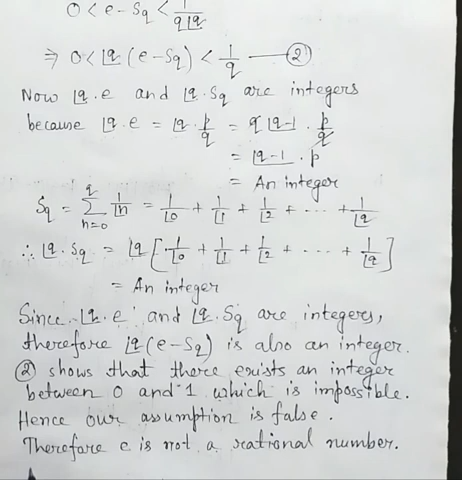 0 < e - Sq < 1/(q⌊q)
⇒ 0 < ⌊q (e - Sq) < 1/q — ②
Now ⌊q . e and ⌊q . Sq are integers
because ⌊q . e = ⌊q . p/q = q ⌊q-1 . p/q
= ⌊q-1 . p
= An integer
Sq = Σ_{n=0}^{q} 1/⌊n = 1/⌊0 + 1/⌊1 + 1/⌊2 + ... + 1/⌊q
∴ ⌊q . Sq = ⌊q [1/⌊0 + 1/⌊1 + 1/⌊2 + ... + 1/⌊q]
= An integer
Since ⌊q . e and ⌊q . Sq are integers,
therefore ⌊q (e - Sq) is also an integer.
② shows that there exists an integer
between 0 and 1 which is impossible.
Hence our assumption is false.
Therefore e is not a rational number.